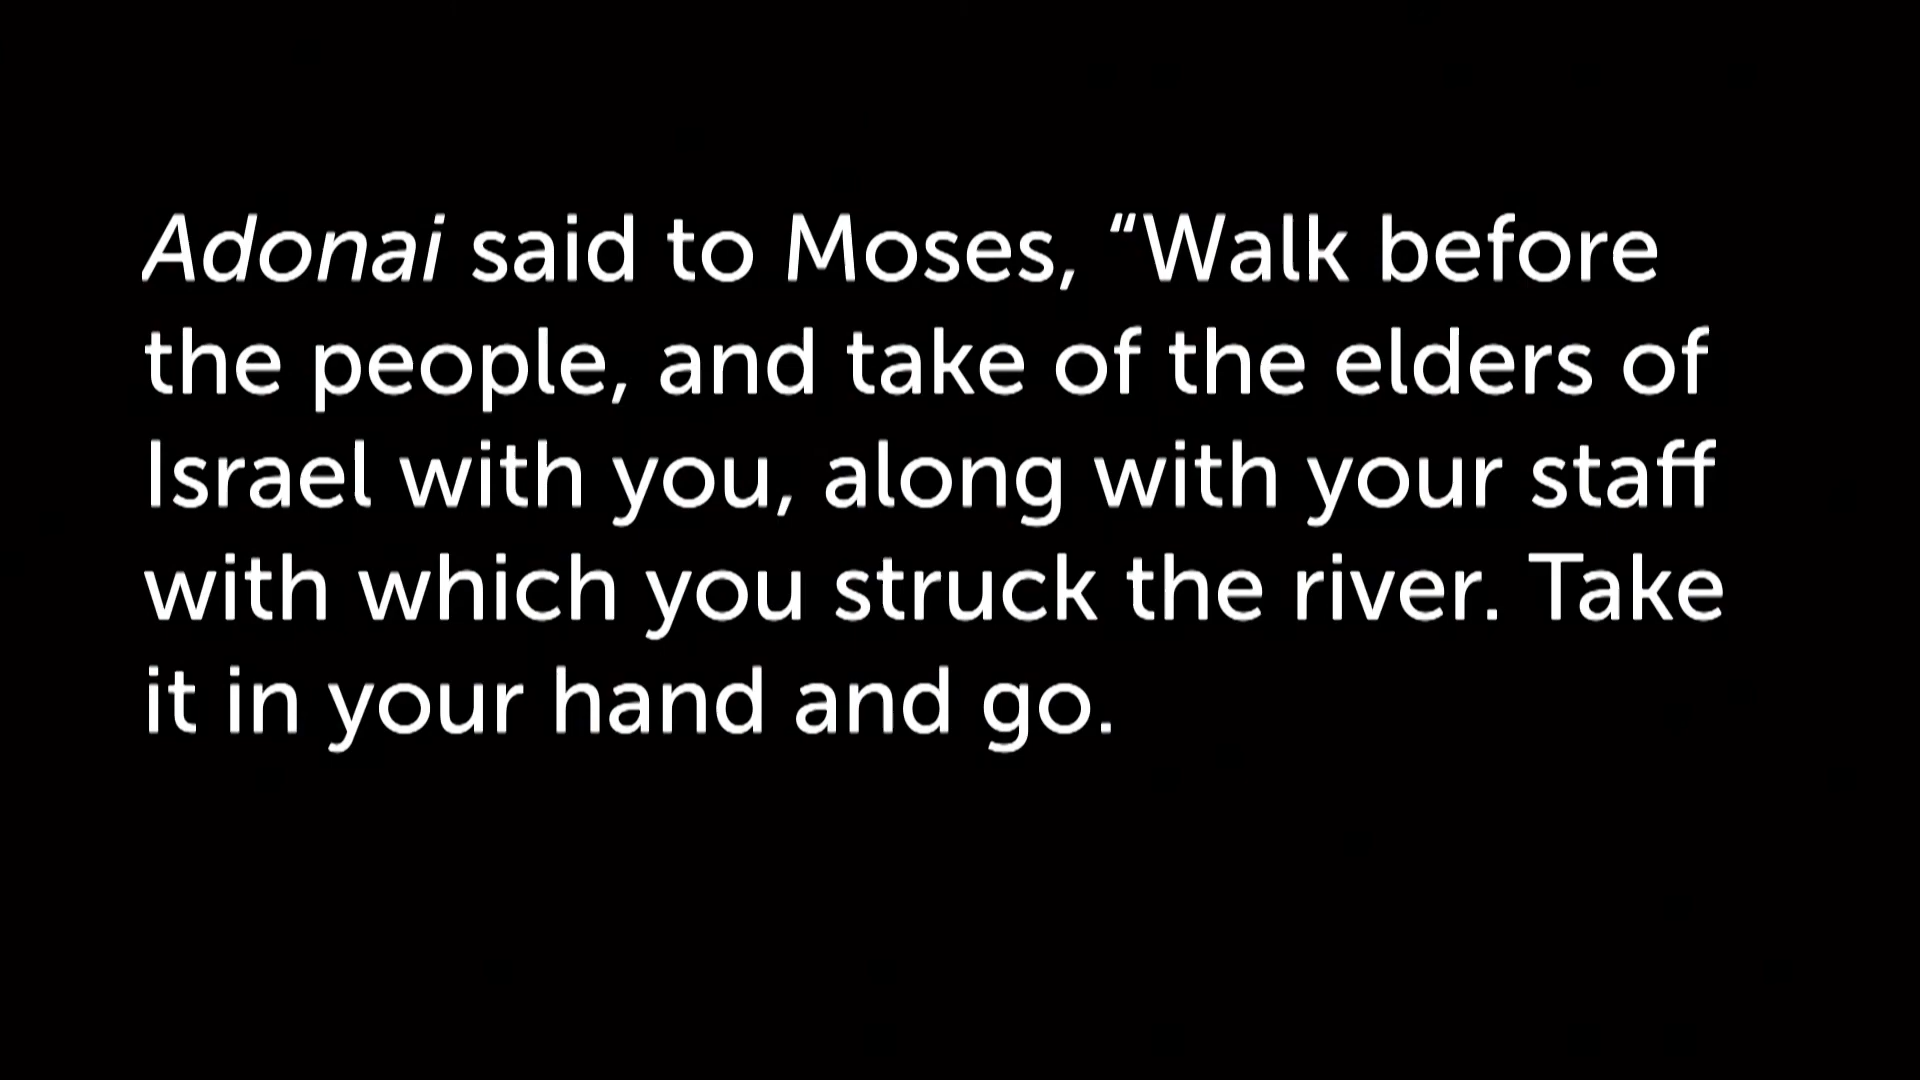 Adonai said to Moses, “Walk before
the people, and take of the elders of
Israel with you, along with your staff
with which you struck the river. Take
it in your hand and go.